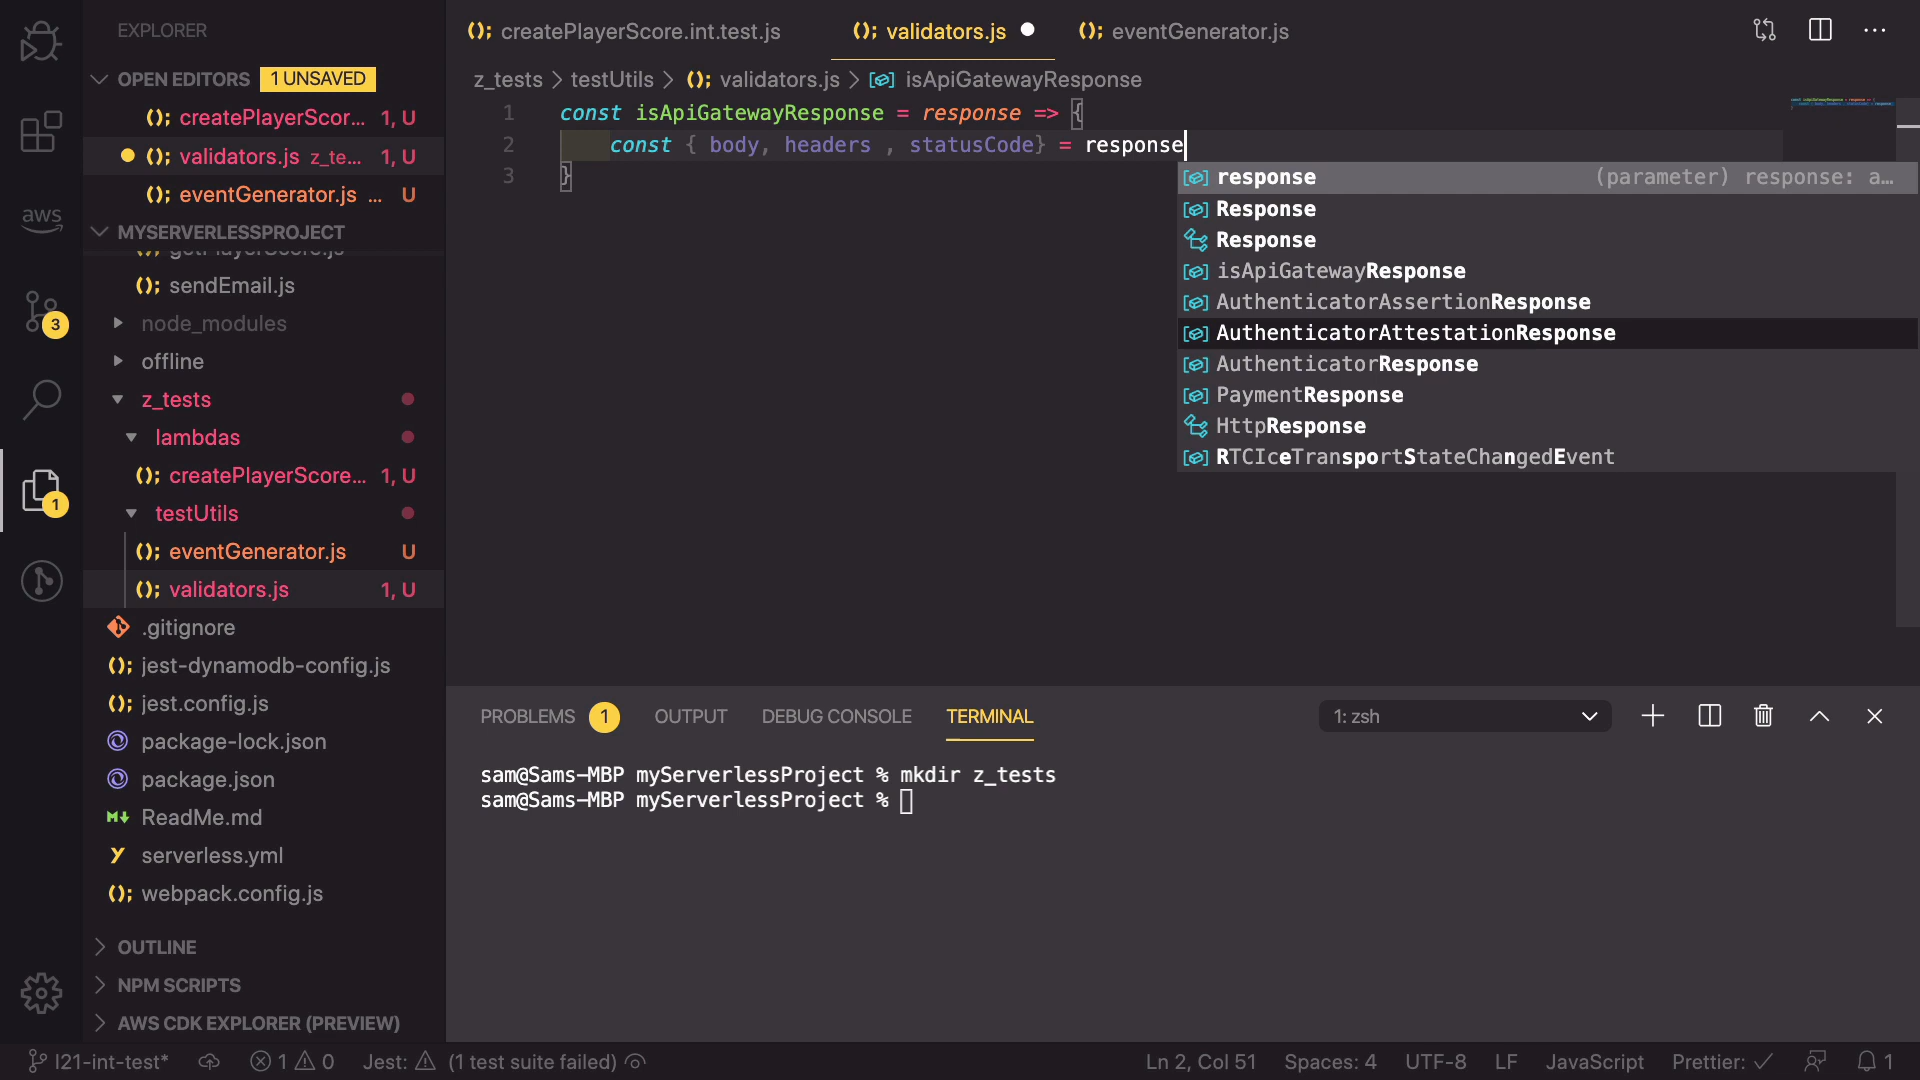 EXPLORER
OPEN EDITORS 1 UNSAVED
(); createPlayerScor... 1, U
(); validators.js z_te... 1, U
(); eventGenerator.js ... U
MYSERVERLESSPROJECT
(); getPlayerScore.js
(); sendEmail.js
node_modules
offline
z_tests
lambdas
(); createPlayerScore... 1, U
testUtils
(); eventGenerator.js U
(); validators.js 1, U
.gitignore
(); jest-dynamodb-config.js
(); jest.config.js
package-lock.json
package.json
M ReadMe.md
Y serverless.yml
(); webpack.config.js
OUTLINE
NPM SCRIPTS
AWS CDK EXPLORER (PREVIEW)
aws
3
1
(); createPlayerScore.int.test.js (); validators.js (); eventGenerator.js ...
z_tests > testUtils > (); validators.js > isApiGatewayResponse
1 const isApiGatewayResponse = response => {
2 const { body, headers , statusCode} = response
3 }
response (parameter) response: a...
Response
Response
isApiGatewayResponse
AuthenticatorAssertionResponse
AuthenticatorAttestationResponse
AuthenticatorResponse
PaymentResponse
HttpResponse
RTCIceTransportStateChangedEvent
PROBLEMS 1 OUTPUT DEBUG CONSOLE TERMINAL 1: zsh
sam@Sams-MBP myServerlessProject % mkdir z_tests
sam@Sams-MBP myServerlessProject %
l21-int-test* 1 0 Jest: (1 test suite failed) Ln 2, Col 51 Spaces: 4 UTF-8 LF JavaScript Prettier: ✓ 1